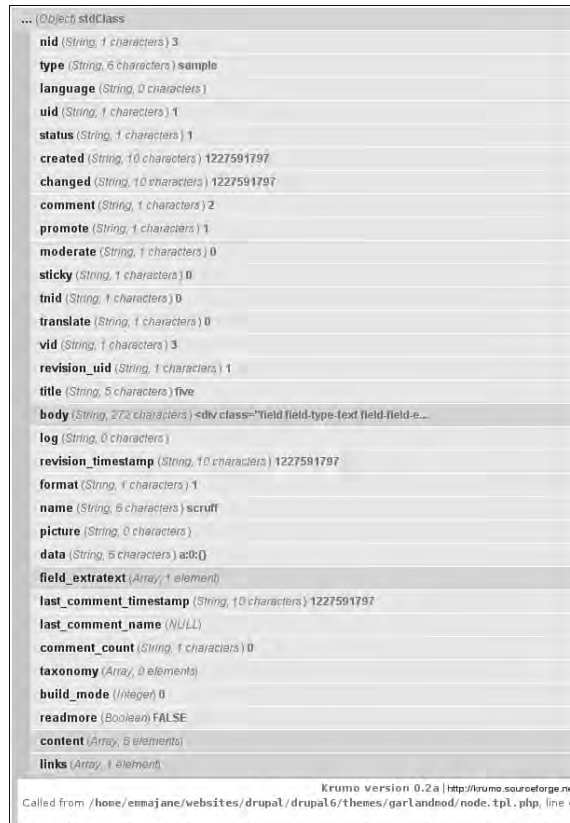 ... (Object) stdClass
nid (String, 1 characters ) 3
type (String, 6 characters ) sample
language (String, 0 characters )
uid (String, 1 characters ) 1
status (String, 1 characters ) 1
created (String, 10 characters ) 1227591797
changed (String, 10 characters ) 1227591797
comment (String, 1 characters ) 2
promote (String, 1 characters ) 1
moderate (String, 1 characters ) 0
sticky (String, 1 characters ) 0
tnid (String, 1 characters ) 0
translate (String, 1 characters ) 0
vid (String, 1 characters ) 3
revision_uid (String, 1 characters ) 1
title (String, 5 characters ) five
body (String, 272 characters ) <div class="field field-type-text field-field-e...
log (String, 0 characters )
revision_timestamp (String, 10 characters ) 1227591797
format (String, 1 characters ) 1
name (String, 6 characters ) scruff
picture (String, 0 characters )
data (String, 6 characters ) a:0:{}
field_extratext (Array, 1 element)
last_comment_timestamp (String, 10 characters ) 1227591797
last_comment_name (NULL)
comment_count (String, 1 characters ) 0
taxonomy (Array, 0 elements)
build_mode (Integer) 0
readmore (Boolean) FALSE
content (Array, 5 elements)
links (Array, 1 element)
Krumo version 0.2a | http://krumo.sourceforge.ne
Called from /home/emmajane/websites/drupal/drupal6/themes/garlandmod/node.tpl.php, line